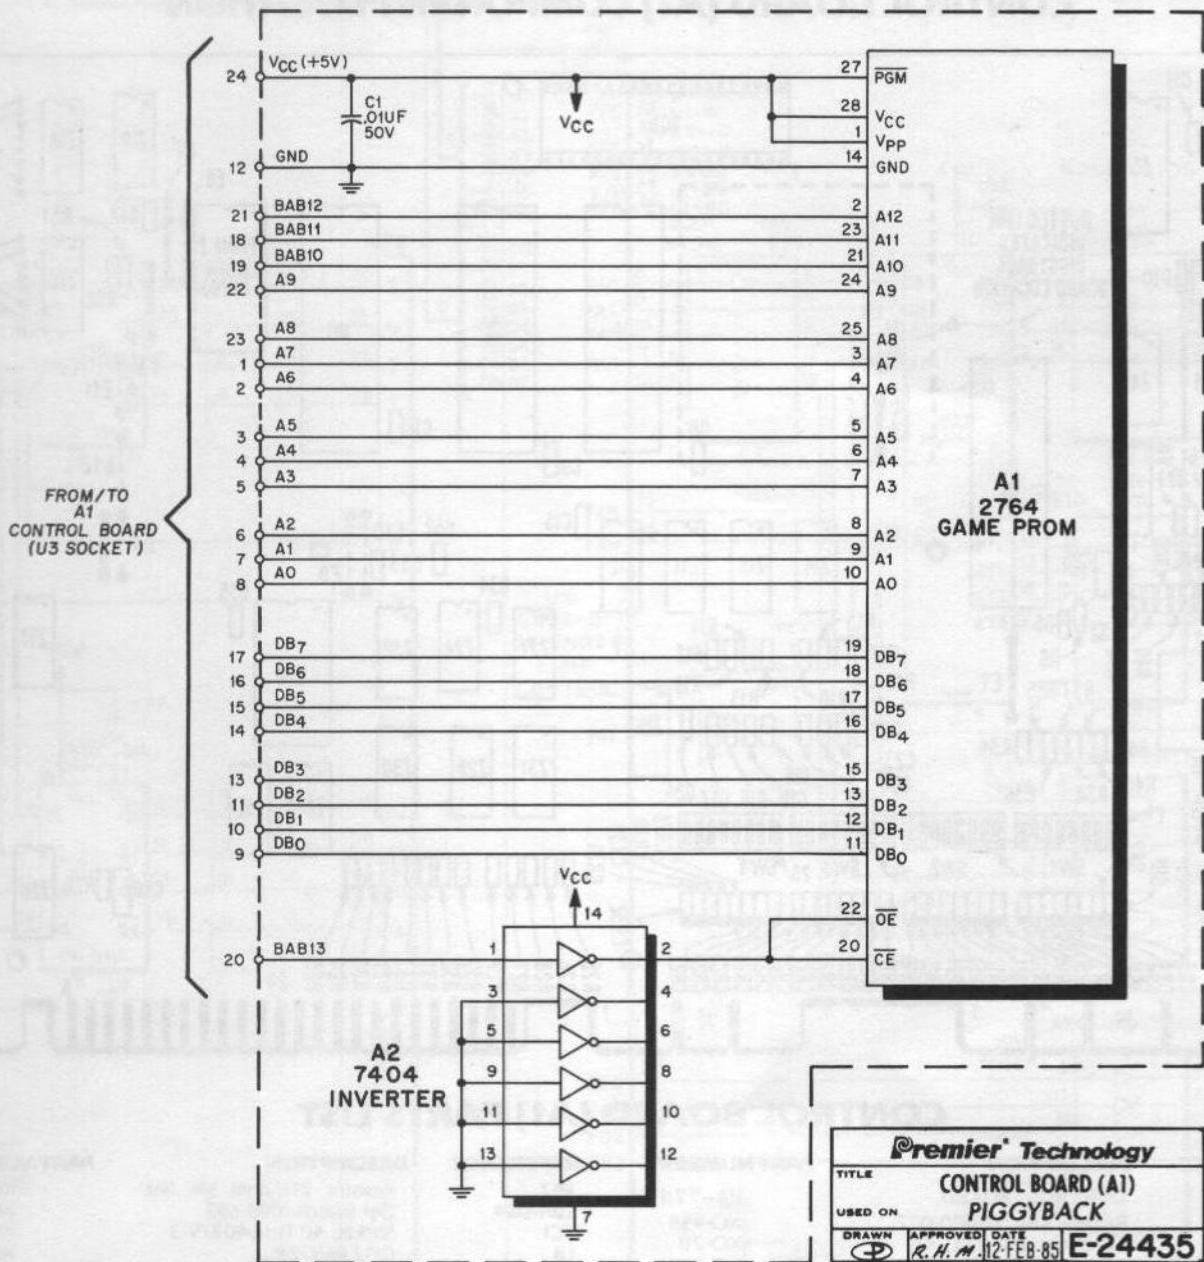 24 VCC (+5V) 27 PGM
C1
.01UF
50V
VCC
28 VCC
1 VPP
12 GND 14 GND
21 BAB12 2 A12
18 BAB11 23 A11
19 BAB10 21 A10
22 A9 24 A9
23 A8 25 A8
1 A7 3 A7
2 A6 4 A6
3 A5 5 A5
4 A4 6 A4
5 A3 7 A3
FROM/TO
A1
CONTROL BOARD
(U3 SOCKET)
A1
2764
GAME PROM
6 A2 8 A2
7 A1 9 A1
8 A0 10 A0
17 DB7 19 DB7
16 DB6 18 DB6
15 DB5 17 DB5
14 DB4 16 DB4
13 DB3 15 DB3
11 DB2 13 DB2
10 DB1 12 DB1
9 DB0 11 DB0
VCC
14
22 OE
20 BAB13 1 2 20 CE
3 4
5 6
9 8
11 10
13 12
7
A2
7404
INVERTER
Premier Technology
TITLE CONTROL BOARD (A1)
USED ON PIGGYBACK
DRAWN APPROVED DATE
R.H.M. 12-FEB-85 E-24435